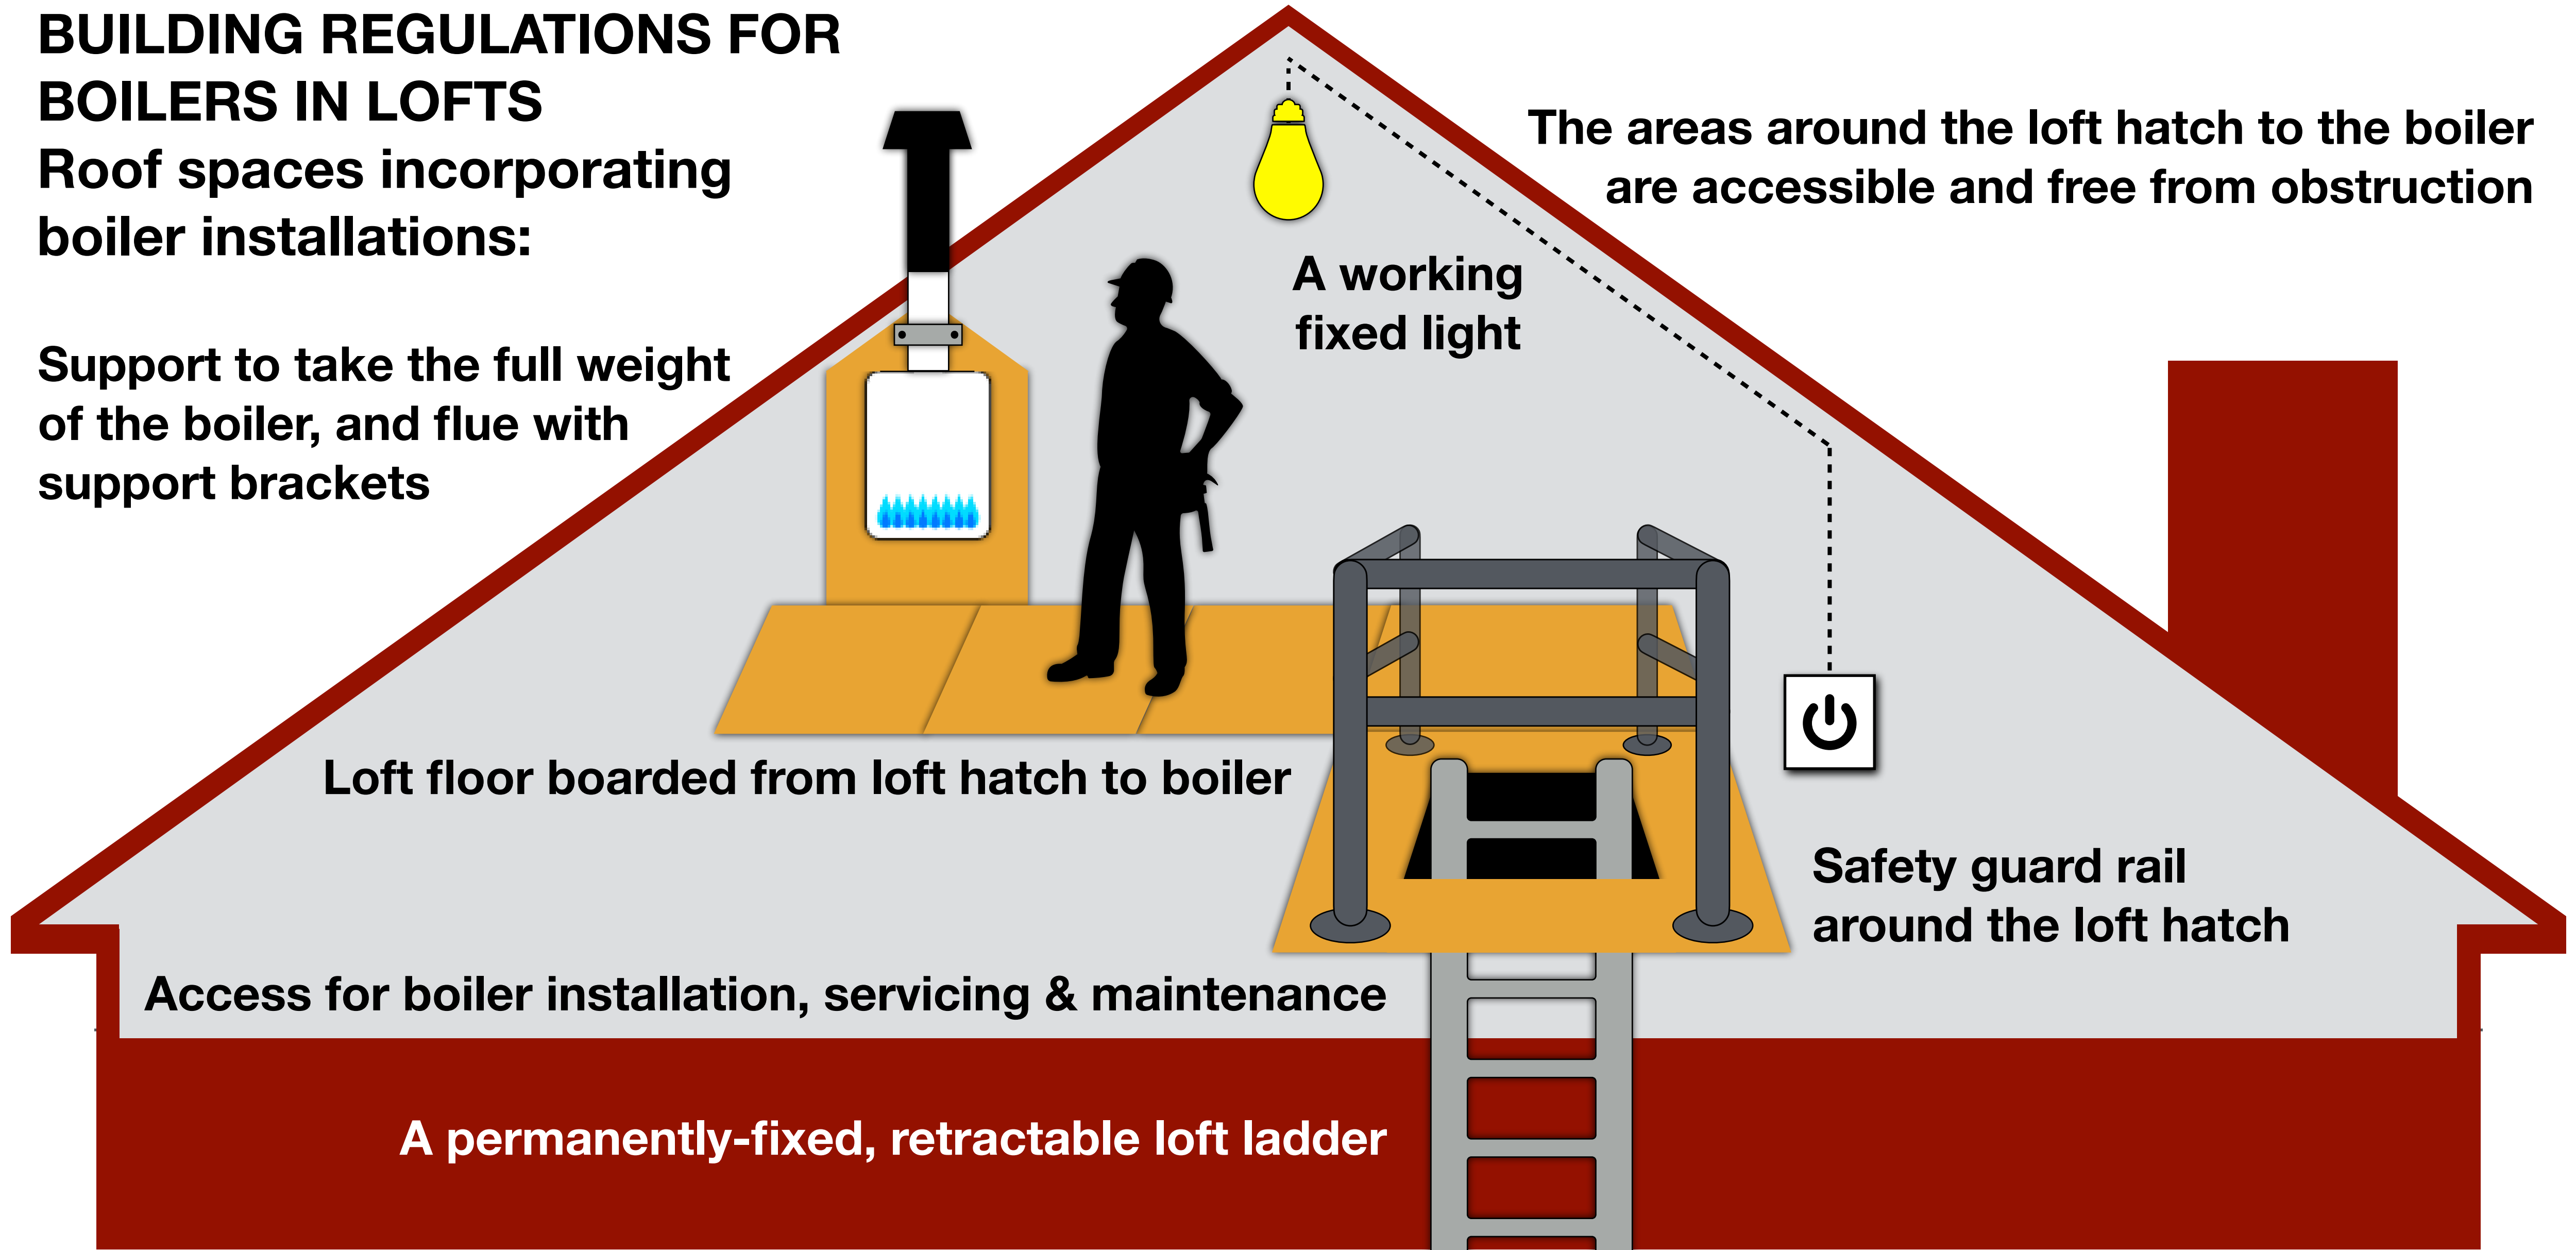 BUILDING REGULATIONS FOR
BOILERS IN LOFTS
Roof spaces incorporating
boiler installations:
Support to take the full weight
of the boiler, and flue with
support brackets
The areas around the loft hatch to the boiler
are accessible and free from obstruction
A working
fixed light
Loft floor boarded from loft hatch to boiler
Safety guard rail
around the loft hatch
Access for boiler installation, servicing & maintenance
A permanently-fixed, retractable loft ladder